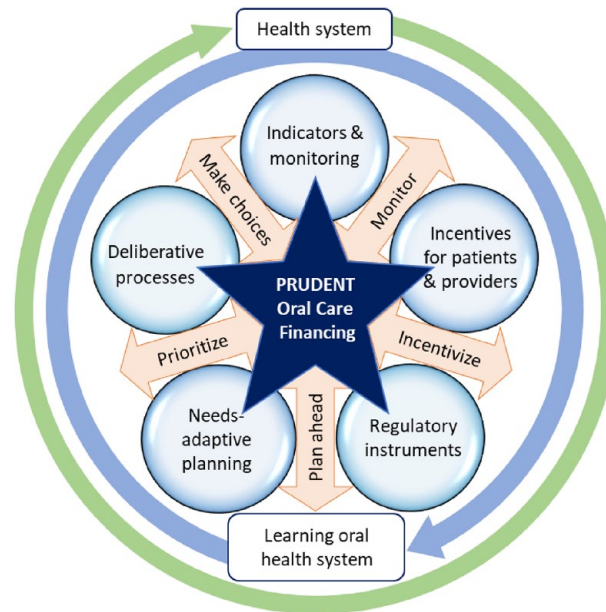 Health system
Indicators &
monitoring
Make choices
Monitor
Deliberative
processes
Incentives
for patients
& providers
PRUDENT
Oral Care
Financing
Prioritize
Incentivize
Needs-
adaptive
planning
Plan ahead
Regulatory
instruments
Learning oral
health system